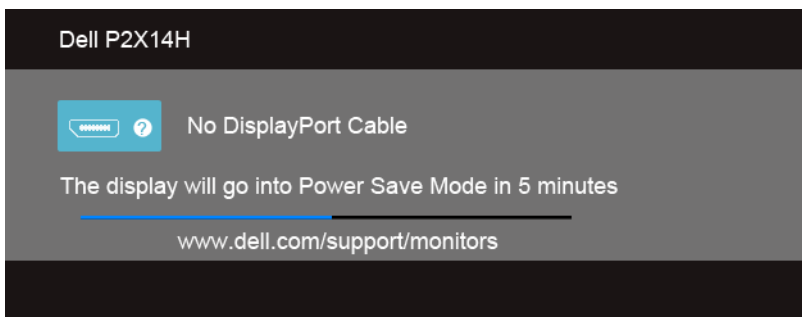 Dell P2X14H
? No DisplayPort Cable
The display will go into Power Save Mode in 5 minutes
www.dell.com/support/monitors